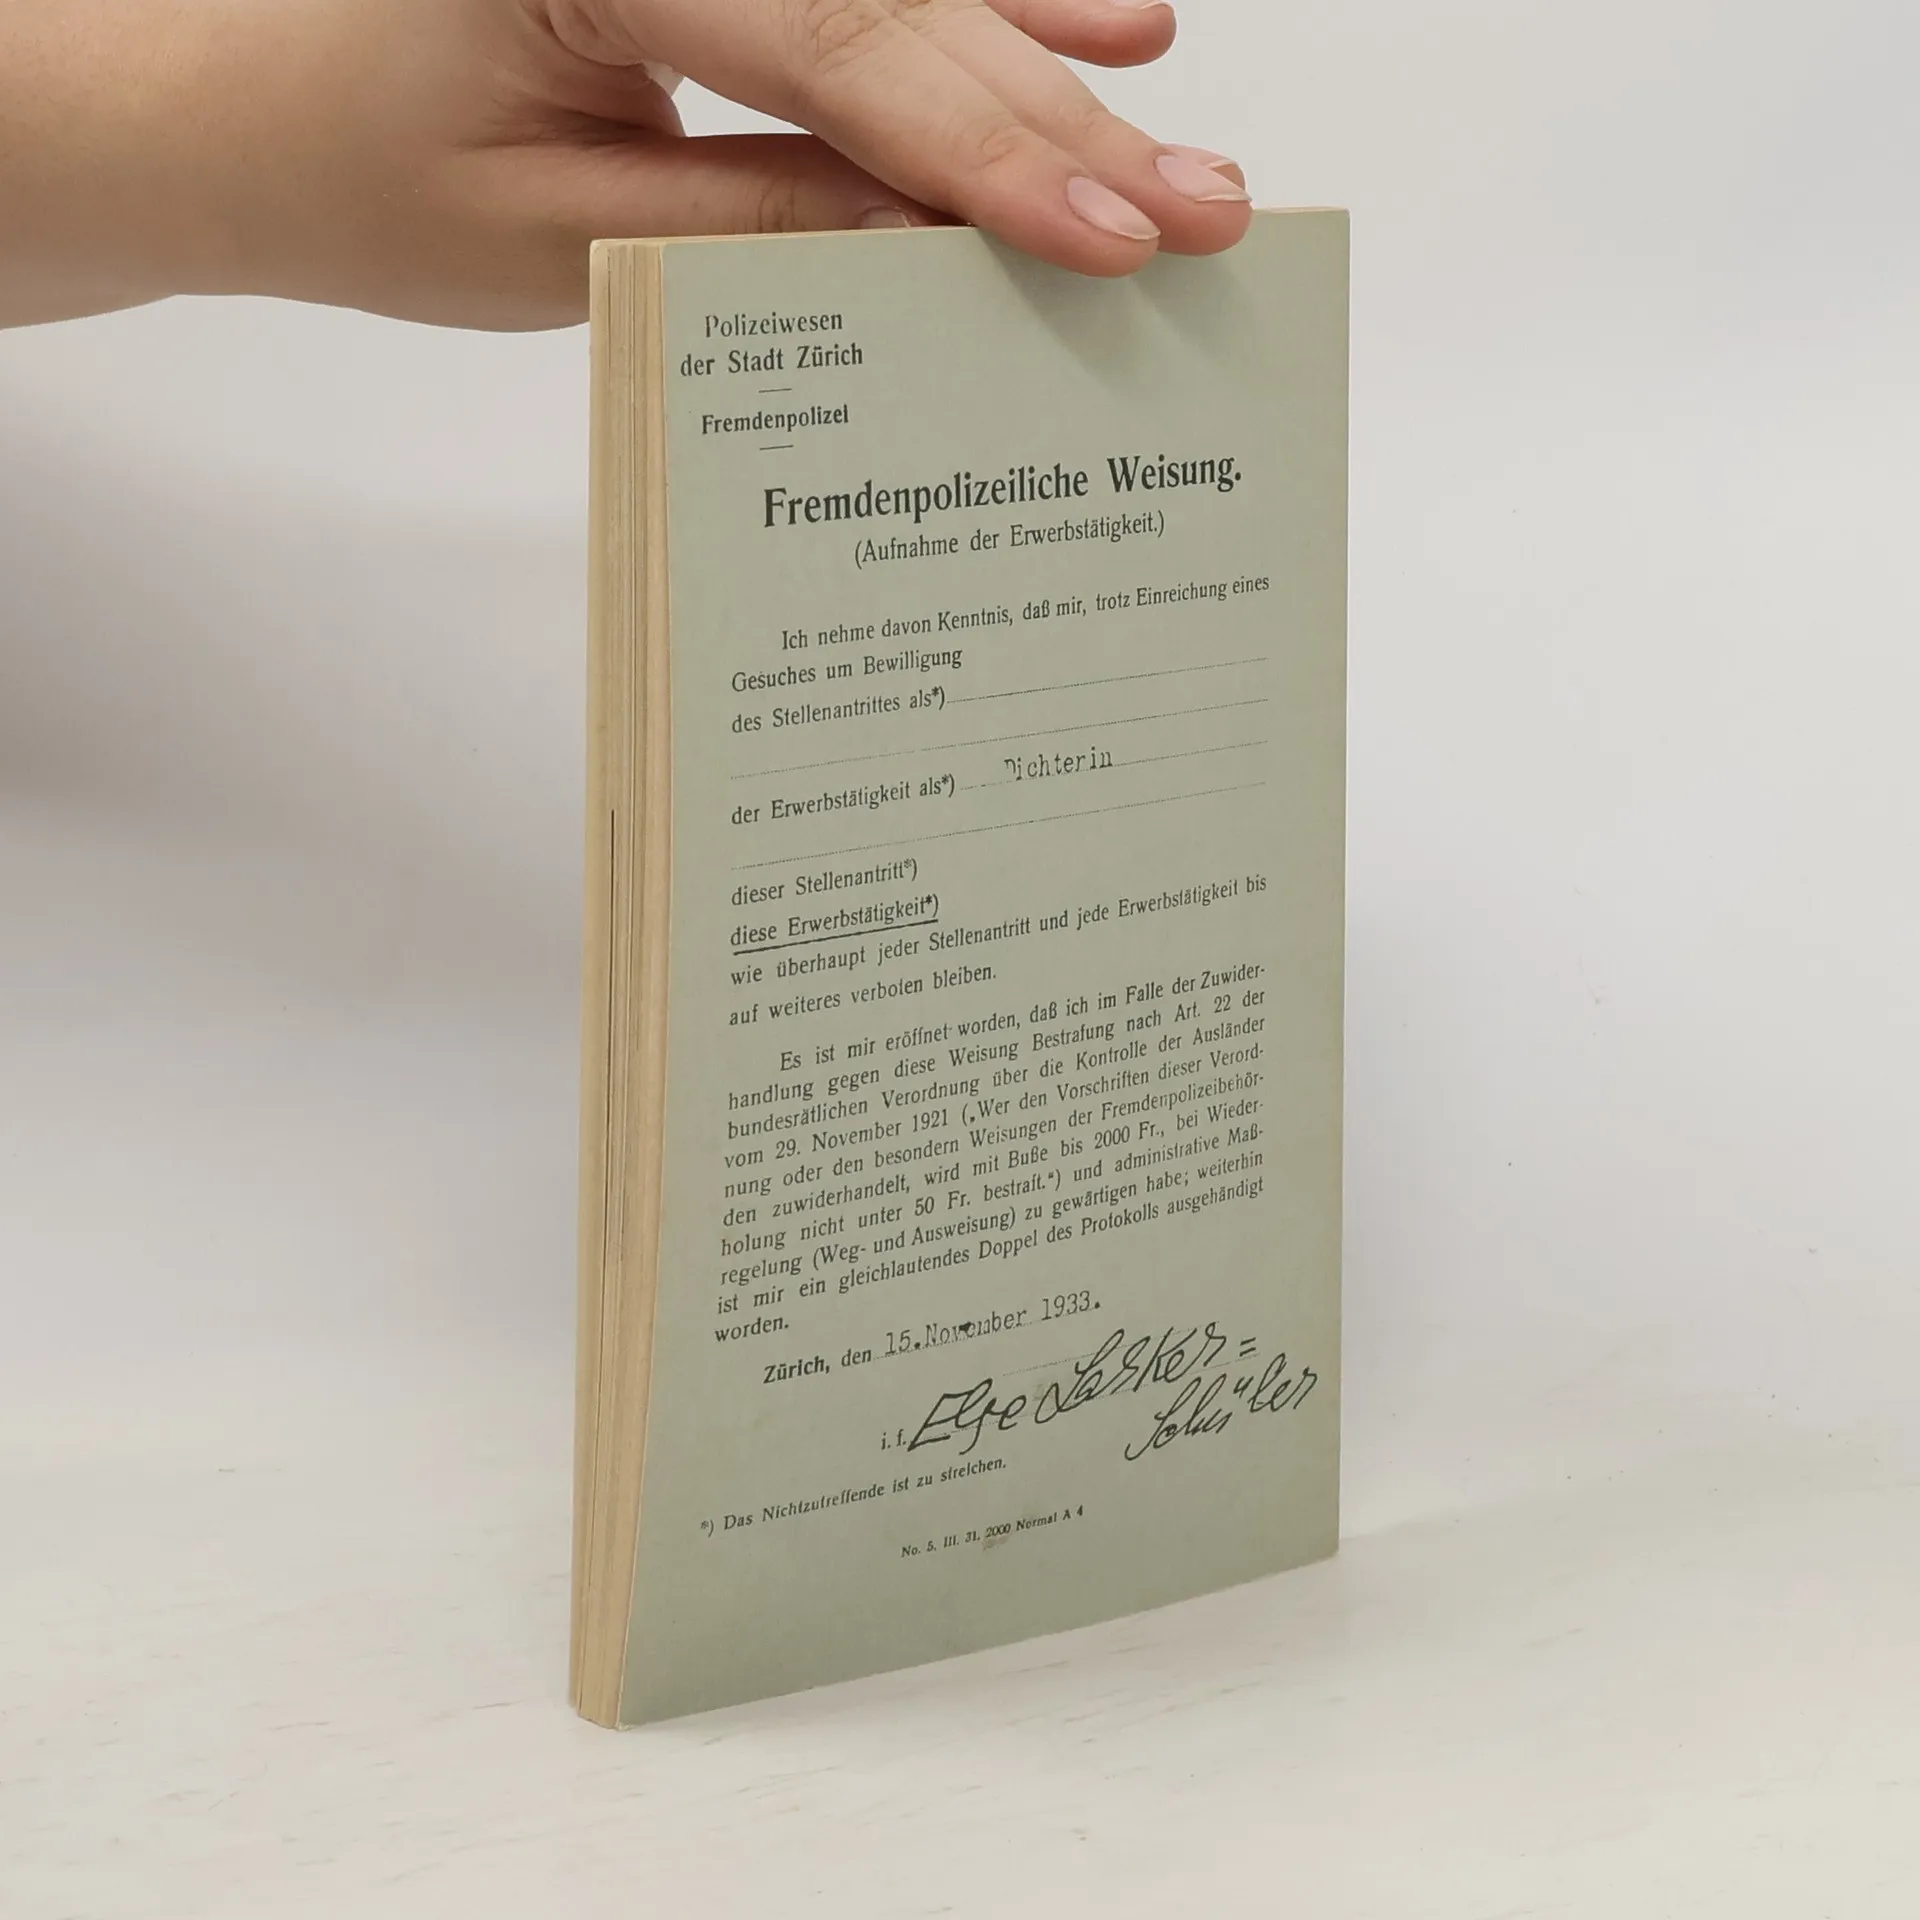 Polizeiwesen
der Stadt Zürich
Fremdenpolizei
Fremdenpolizeiliche Weisung.
(Aufnahme der Erwerbstätigkeit.)
Ich nehme davon Kenntnis, daß mir, trotz Einreichung eines
Gesuches um Bewilligung
des Stellenantrittes als*)
der Erwerbstätigkeit als*) Dichterin
dieser Stellenantritt*)
diese Erwerbstätigkeit*)
wie überhaupt jeder Stellenantritt und jede Erwerbstätigkeit bis
auf weiteres verboten bleiben.
Es ist mir eröffnet worden, daß ich im Falle der Zuwider-
handlung gegen diese Weisung Bestrafung nach Art. 22 der
bundesrätlichen Verordnung über die Kontrolle der Ausländer
vom 29. November 1921 („Wer den Vorschriften dieser Verord-
nung oder den besondern Weisungen der Fremdenpolizeibehör-
den zuwiderhandelt, wird mit Buße bis 2000 Fr., bei Wieder-
holung nicht unter 50 Fr. bestraft.“) und administrative Maß-
regelung (Weg- und Ausweisung) zu gewärtigen habe; weiterhin
ist mir ein gleichlautendes Doppel des Protokolls ausgehändigt
worden.
Zürich, den 15.November 1933.
i. f. Else Lasker=
Schüler
*) Das Nichtzutreffende ist zu streichen.
No. 5. III. 31. 2000 Normal A 4